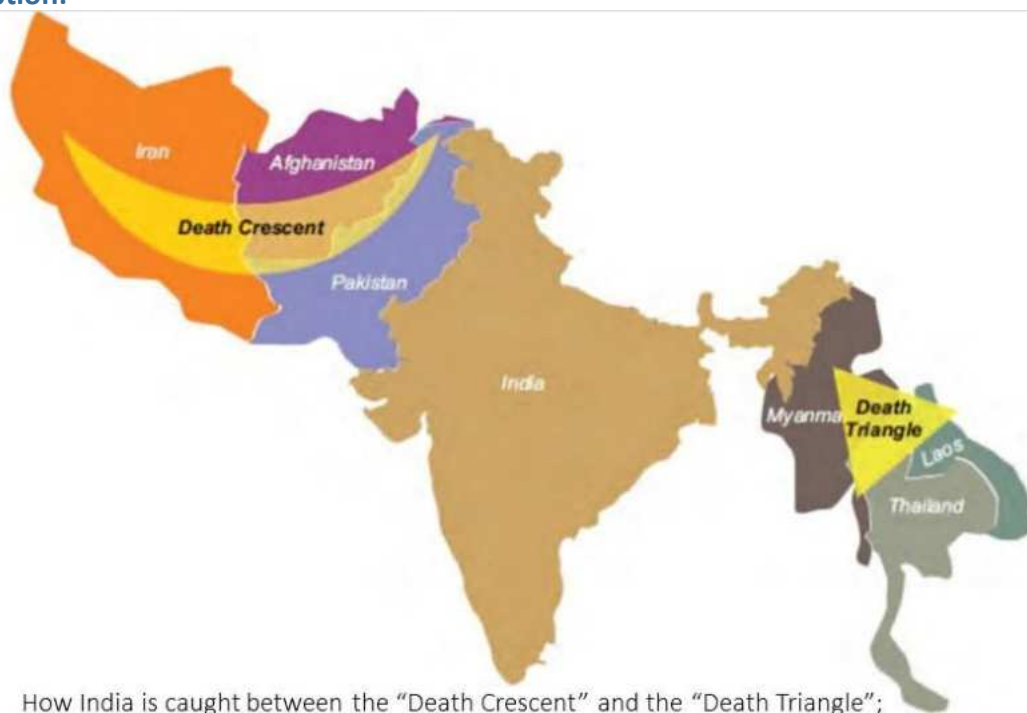 tion.
Iran
Afghanistan
Death Crescent
Pakistan
India
Myanma
Death
Triangle
Laos
Thailand
How India is caught between the “Death Crescent” and the “Death Triangle”;